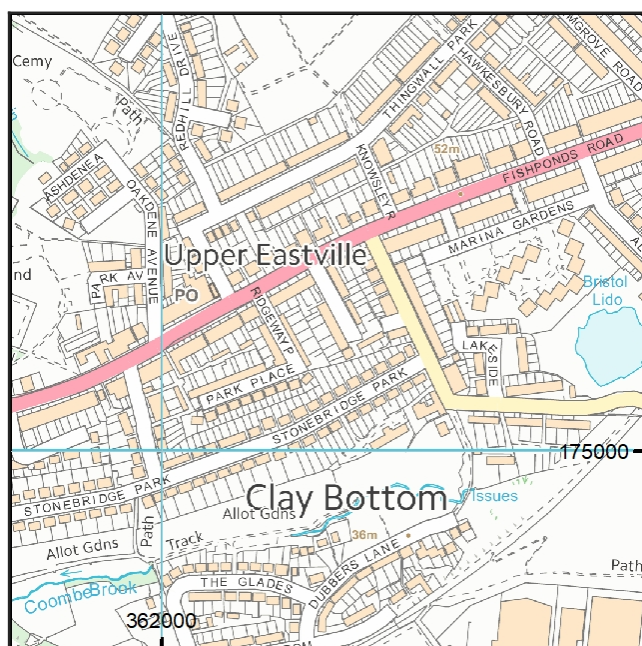 Cemy
Path
REDHILL DRIVE
THINGWALL PARK
HAWKESBURY ROAD
ASHDENE A
OAKDENE AVENUE
KNOWSLEY R
52m
FISHPONDS ROAD
MARINA GARDENS
Upper Eastville
PARK AV
nd
PO
RIDGEWAY P
Bristol
Lido
LAKESIDE
PARK PLACE
STONEBRIDGE PARK
175000
Clay Bottom
Issues
STONEBRIDGE PARK
Allot Gdns
Path
Track
Allot Gdns
36m
DUBBERS LANE
Path
THE GLADES
Coombe Brook
362000